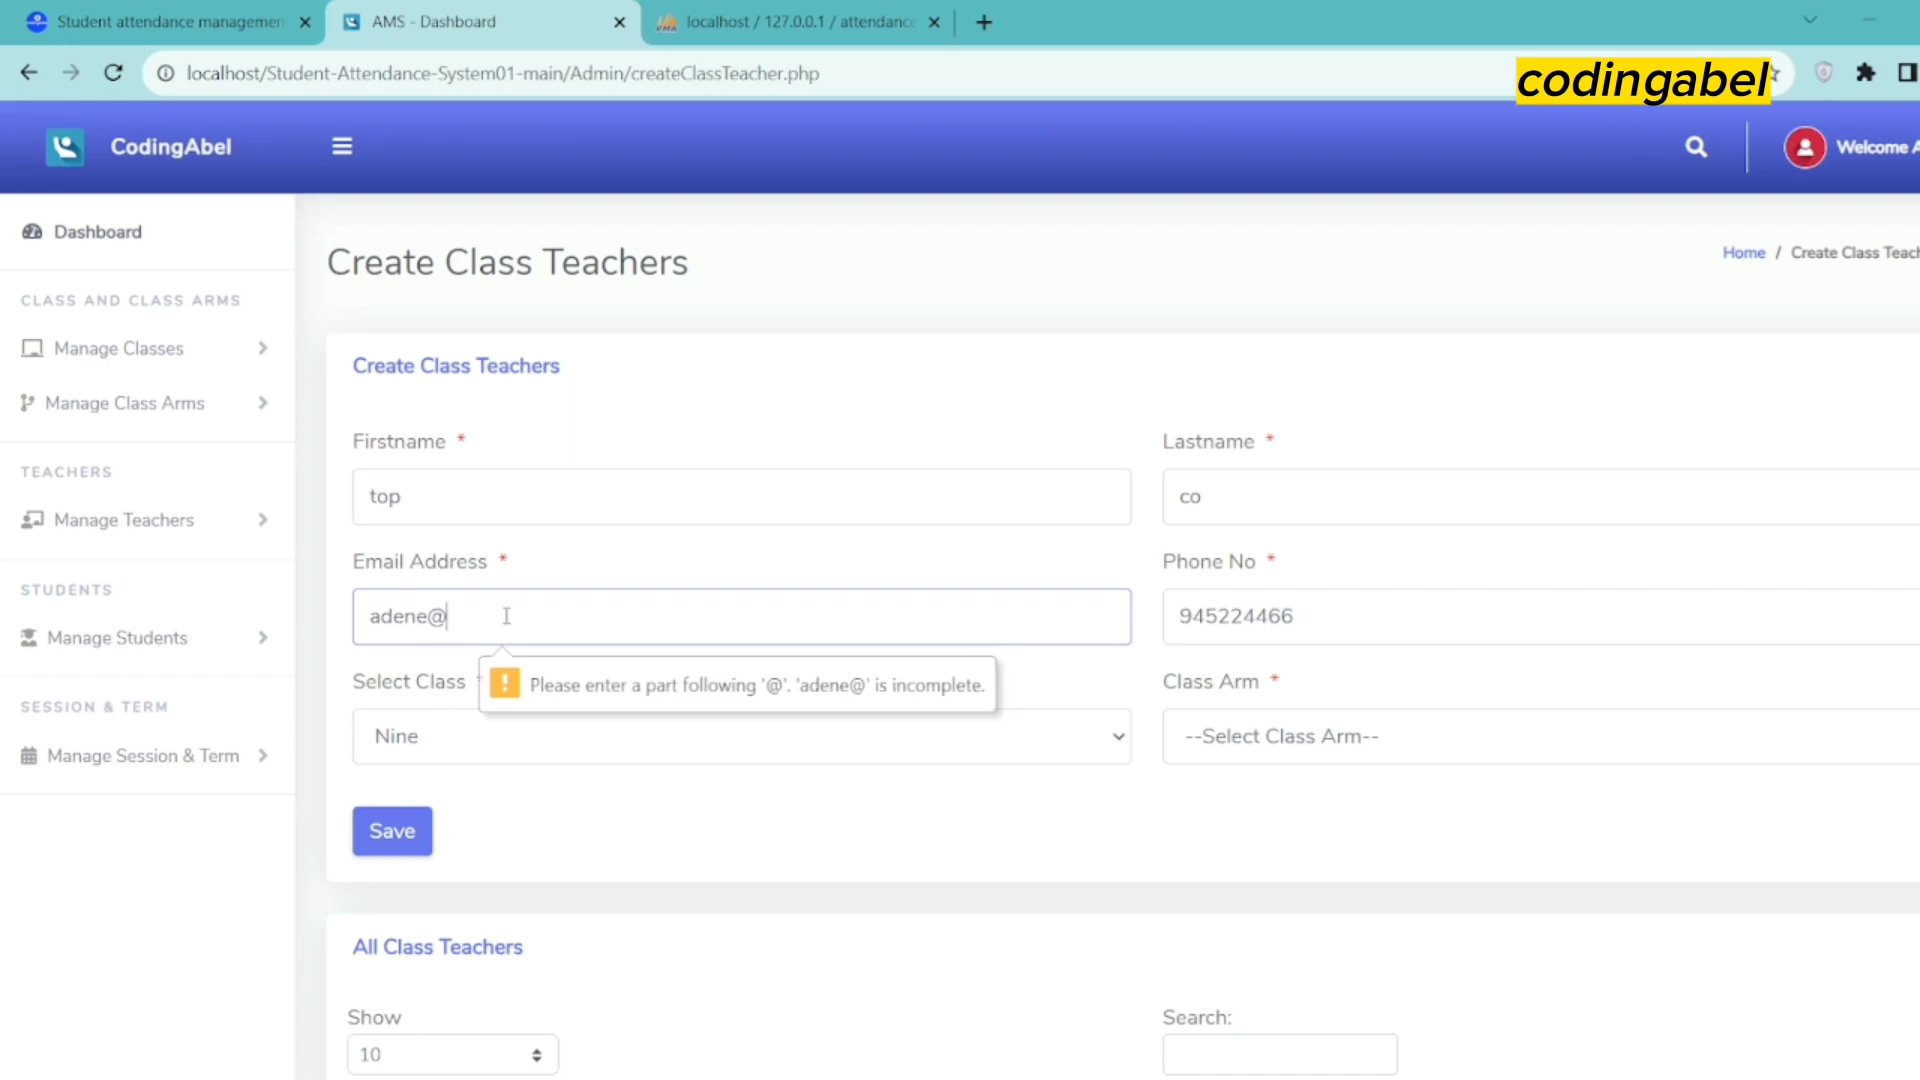 Student attendance managemen
AMS - Dashboard
localhost / 127.0.0.1 / attendance
localhost/Student-Attendance-System01-main/Admin/createClassTeacher.php
codingabel
CodingAbel
Welcome A
Dashboard
Create Class Teachers
Home / Create Class Teach
CLASS AND CLASS ARMS
Manage Classes
Manage Class Arms
TEACHERS
Manage Teachers
STUDENTS
Manage Students
SESSION & TERM
Manage Session & Term
Create Class Teachers
Firstname *
Lastname *
top
co
Email Address *
Phone No *
adene@
945224466
Select Class *
Please enter a part following '@'. 'adene@' is incomplete.
Class Arm *
Nine
--Select Class Arm--
Save
All Class Teachers
Show
Search:
10